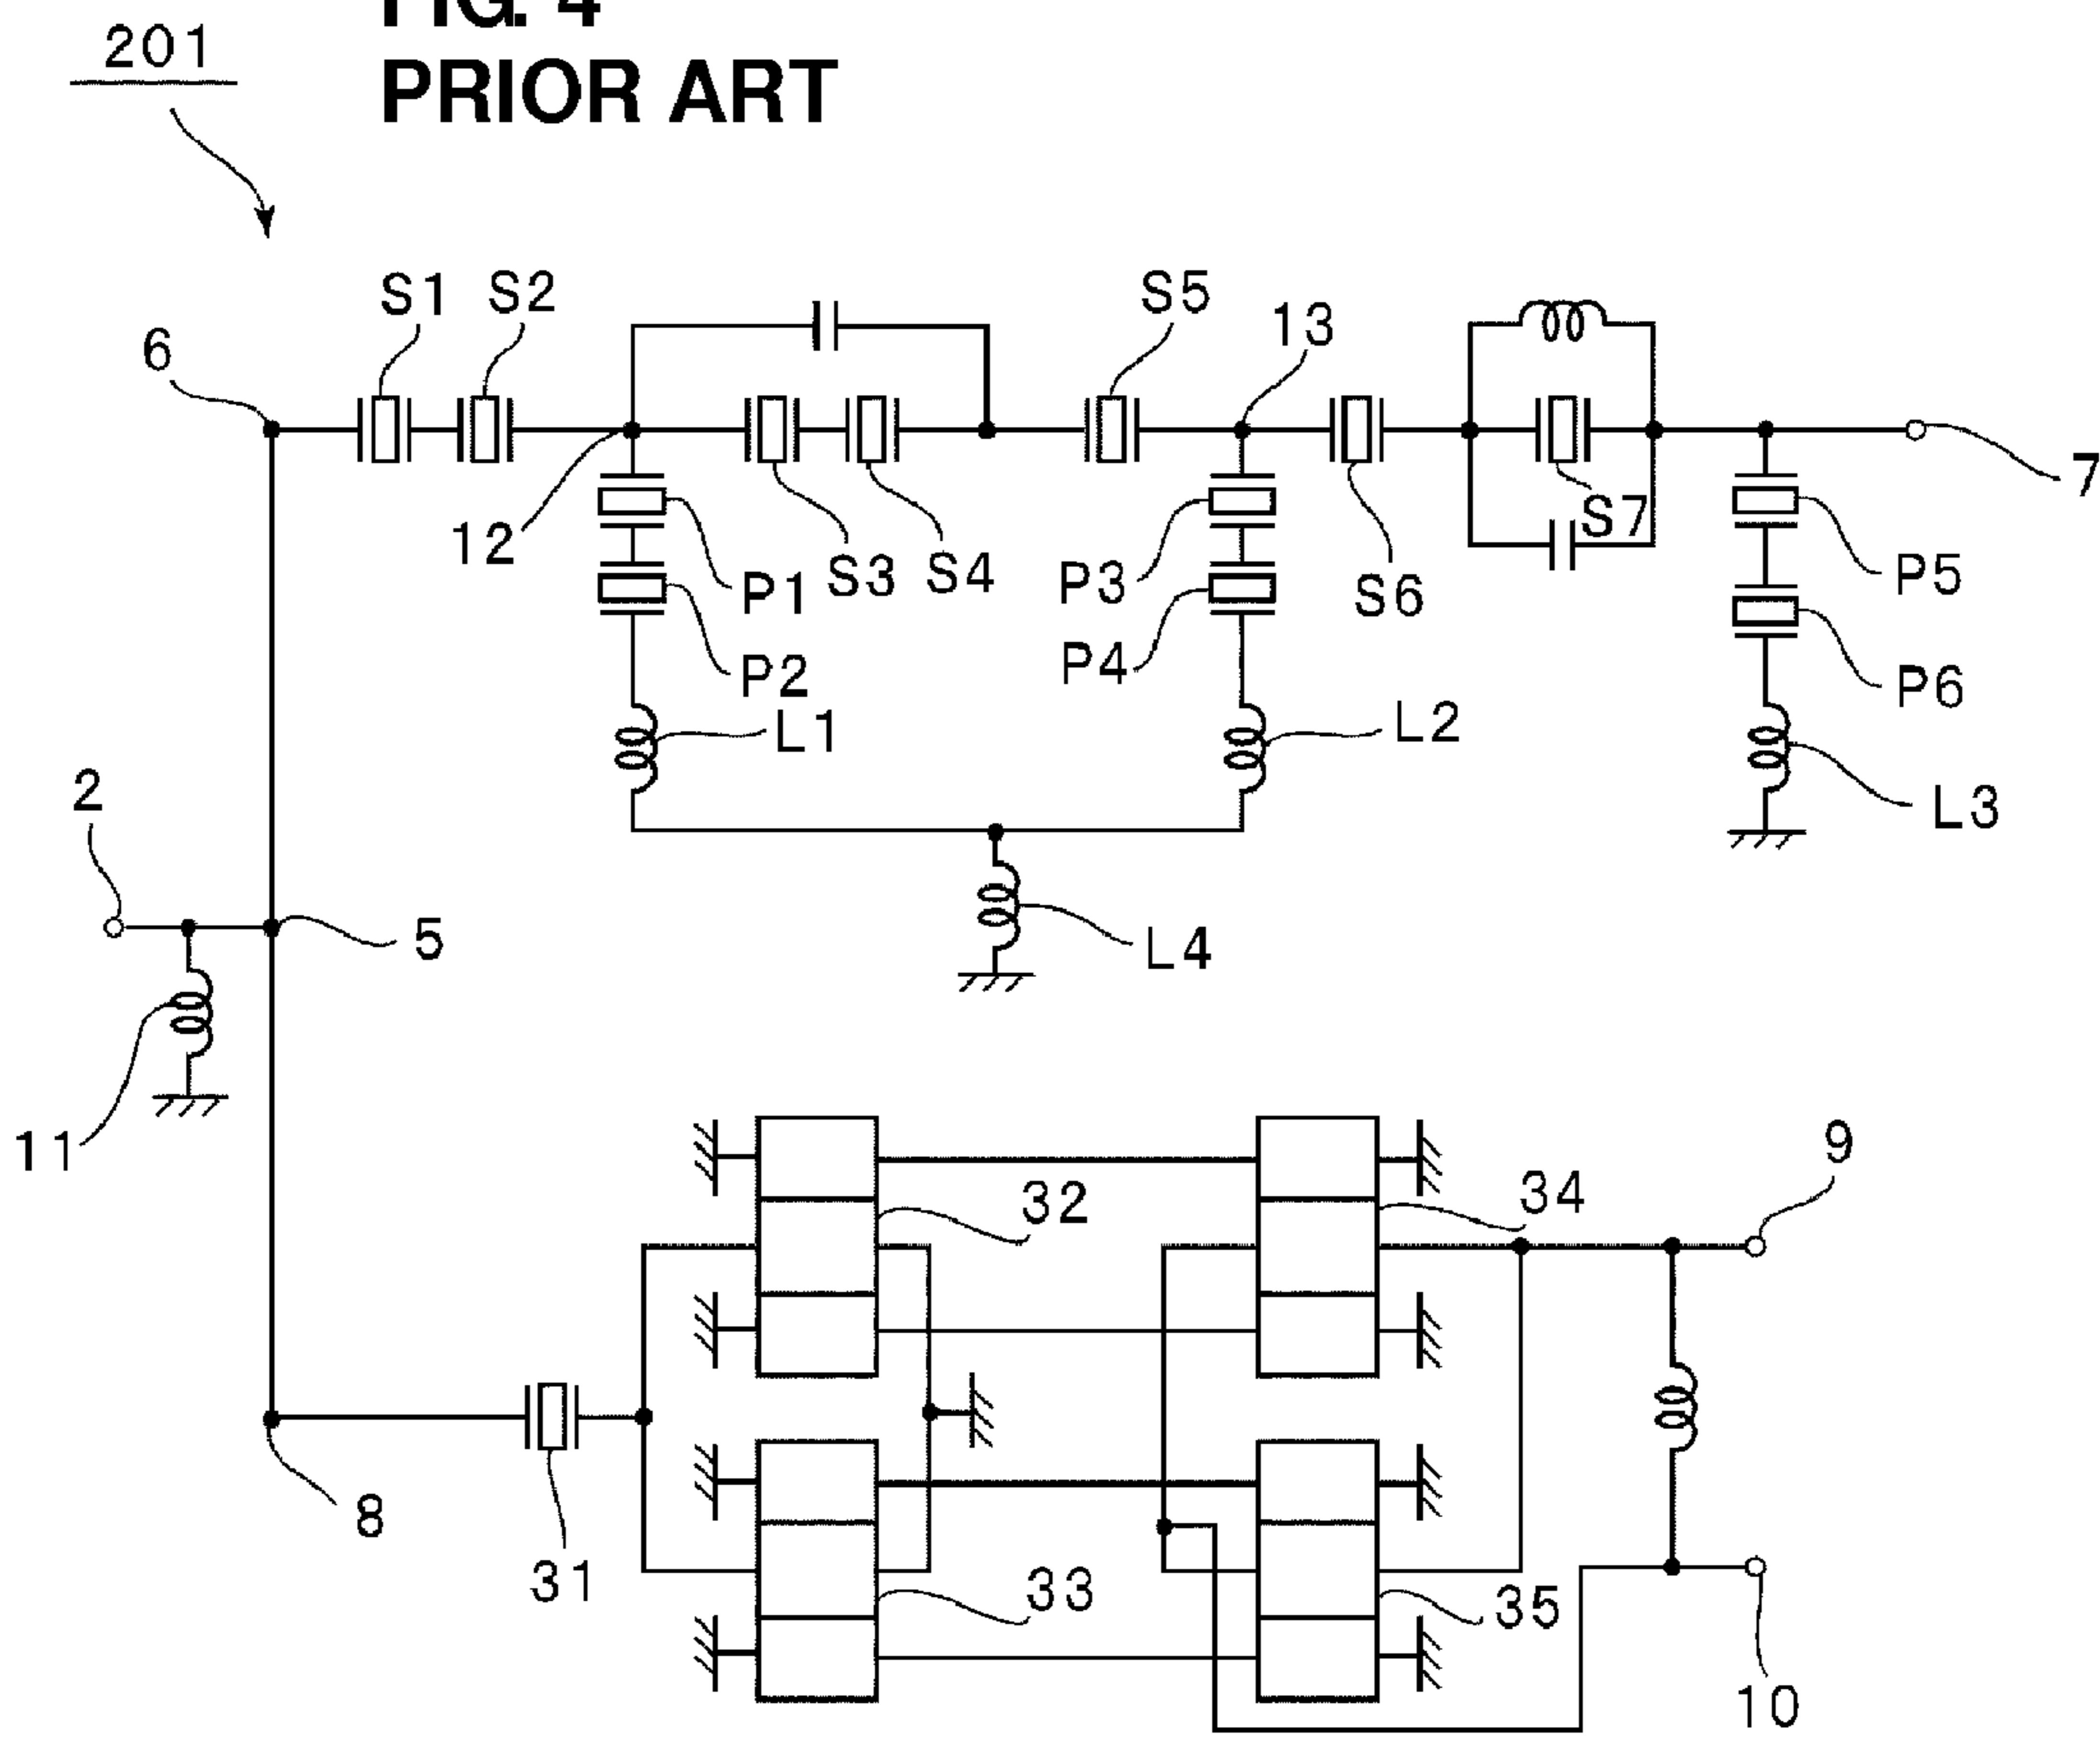 FIG. 4
PRIOR ART
201
S1 S2 S5
6 13
7
12 S7
P1 S3 S4 P3 S6 P5
P2 P4 P6
L1 L2
2 L3
5 L4
11 9
32 34
8
31 33 35
10